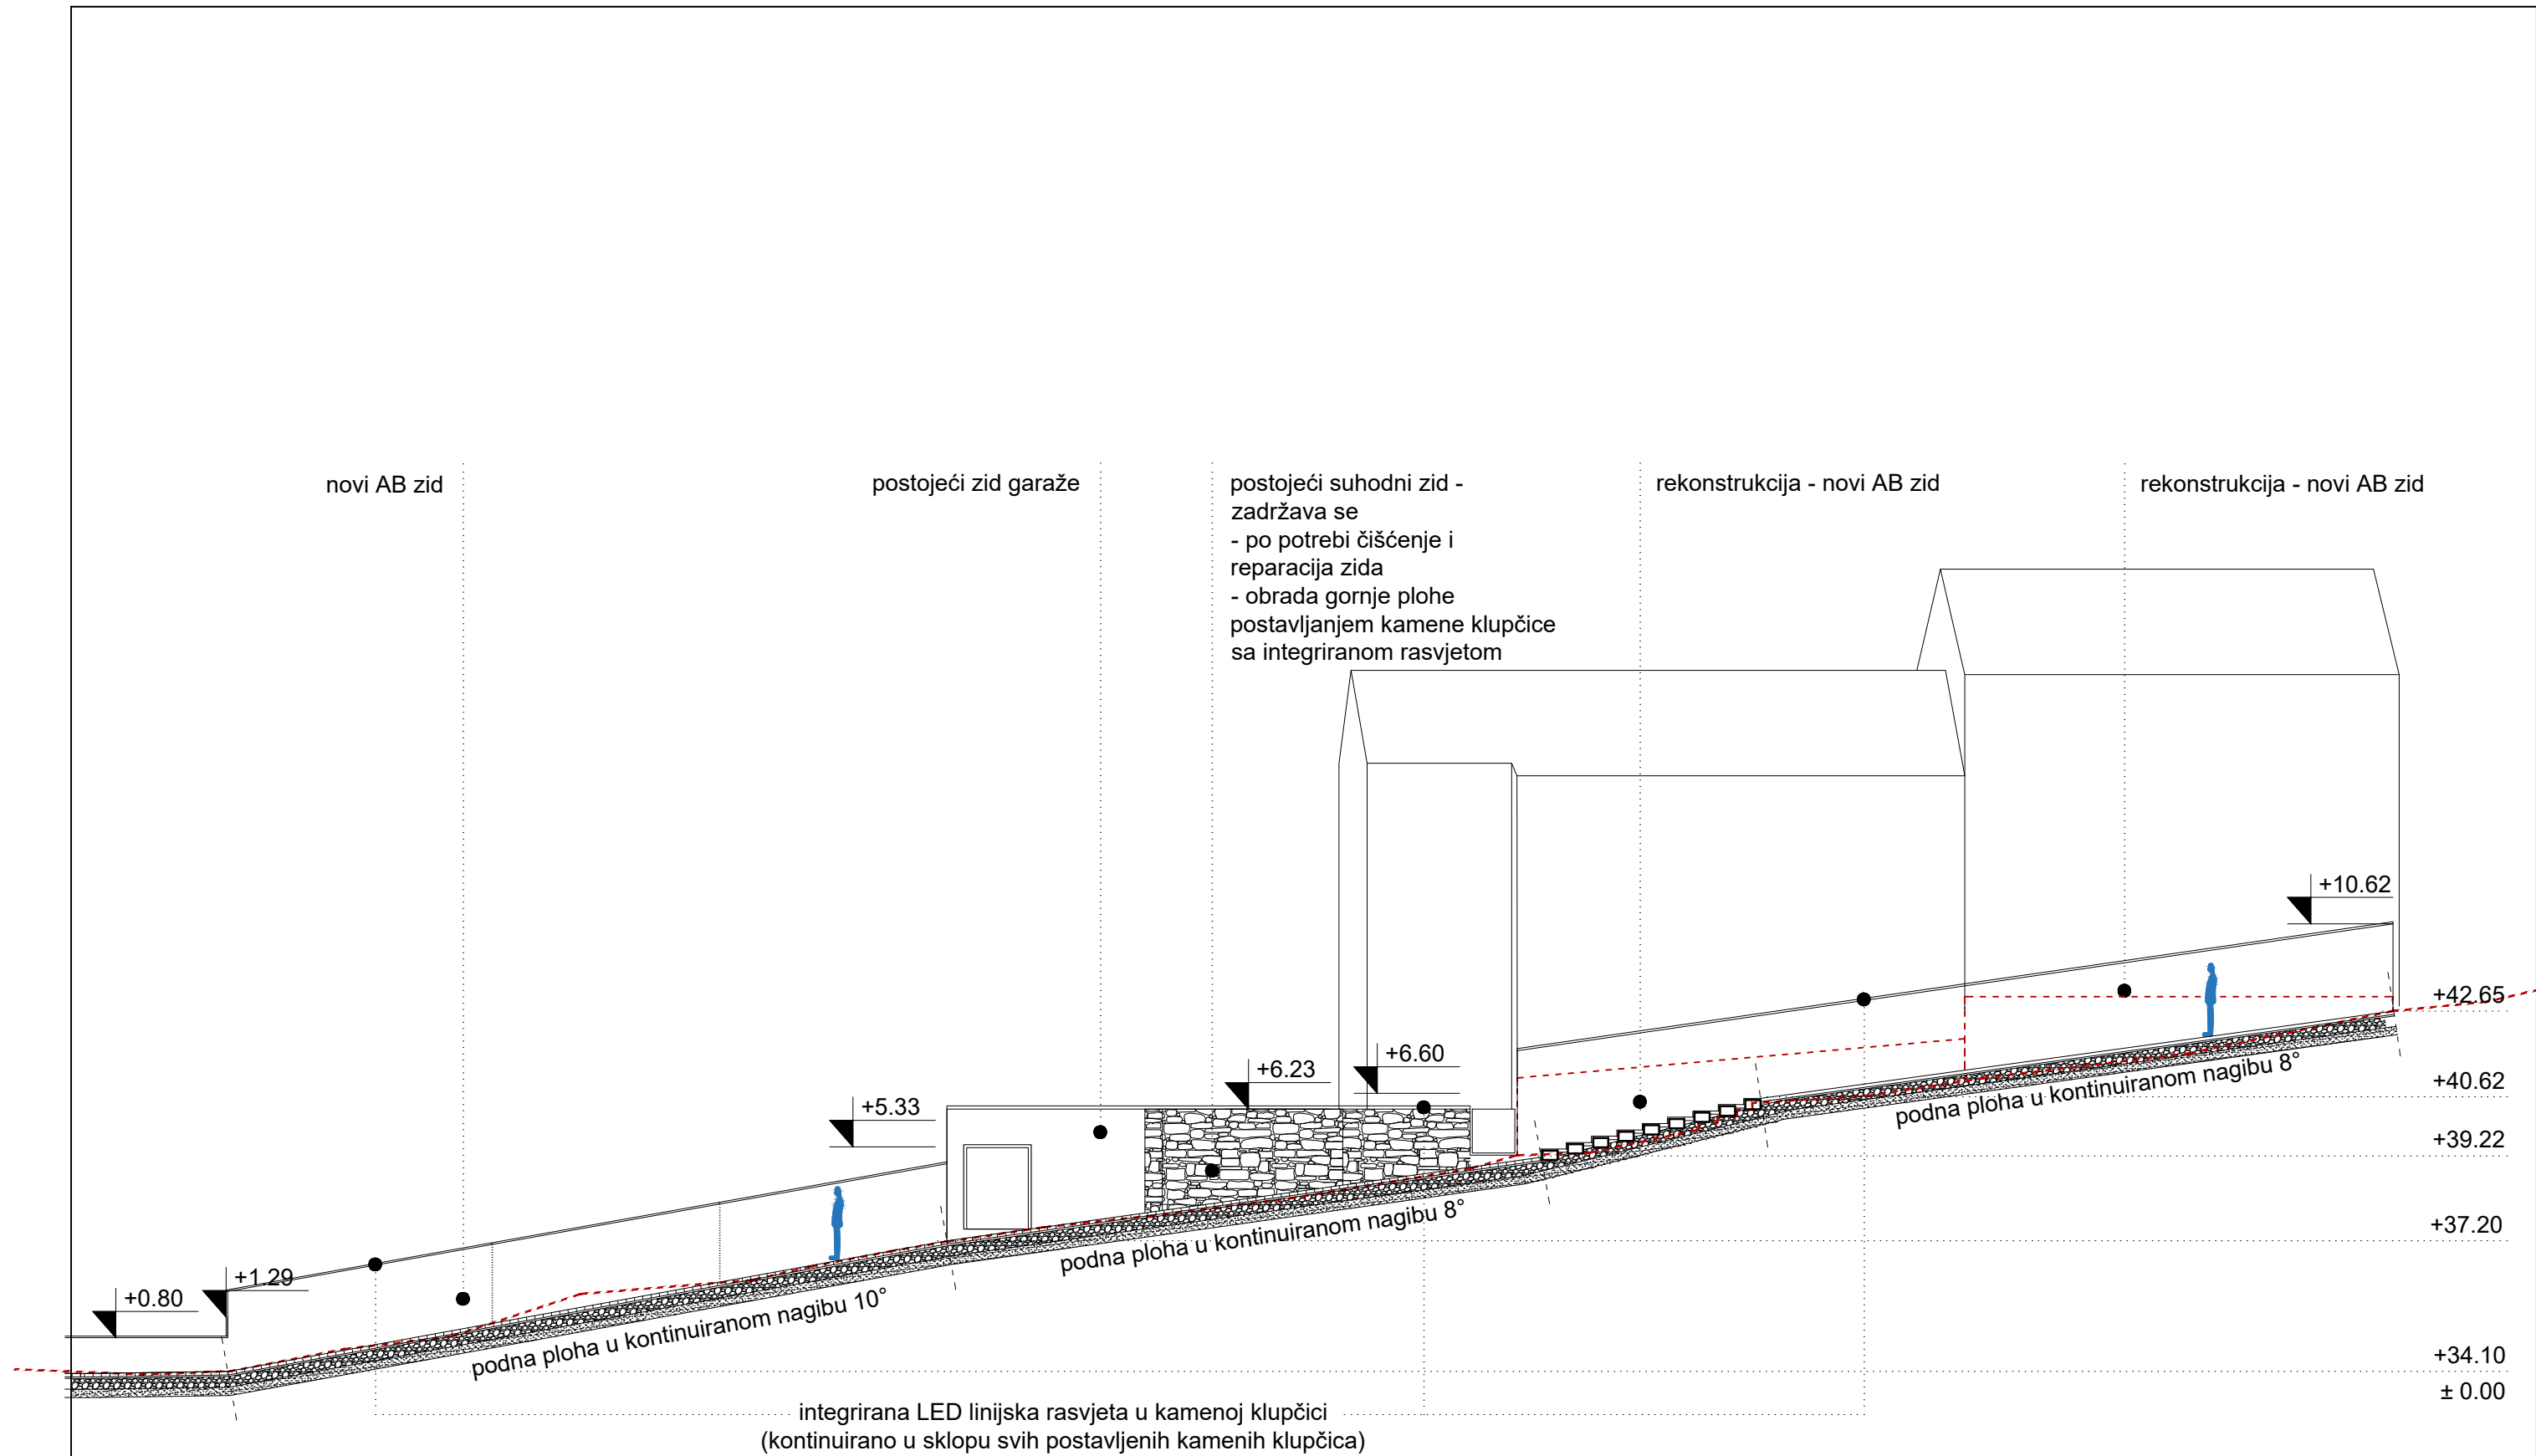 novi AB zid
postojeći zid garaže
postojeći suhodni zid -
zadržava se
- po potrebi čišćenje i
reparacija zida
- obrada gornje plohe
postavljanjem kamene klupčice
sa integriranom rasvjetom
rekonstrukcija - novi AB zid
rekonstrukcija - novi AB zid
+10.62
+42.65
+6.60
+6.23
+40.62
podna ploha u kontinuiranom nagibu 8°
+5.33
+39.22
+37.20
podna ploha u kontinuiranom nagibu 8°
+1.29
+0.80
podna ploha u kontinuiranom nagibu 10°
+34.10
± 0.00
integrirana LED linijska rasvjeta u kamenoj klupčici
(kontinuirano u sklopu svih postavljenih kamenih klupčica)